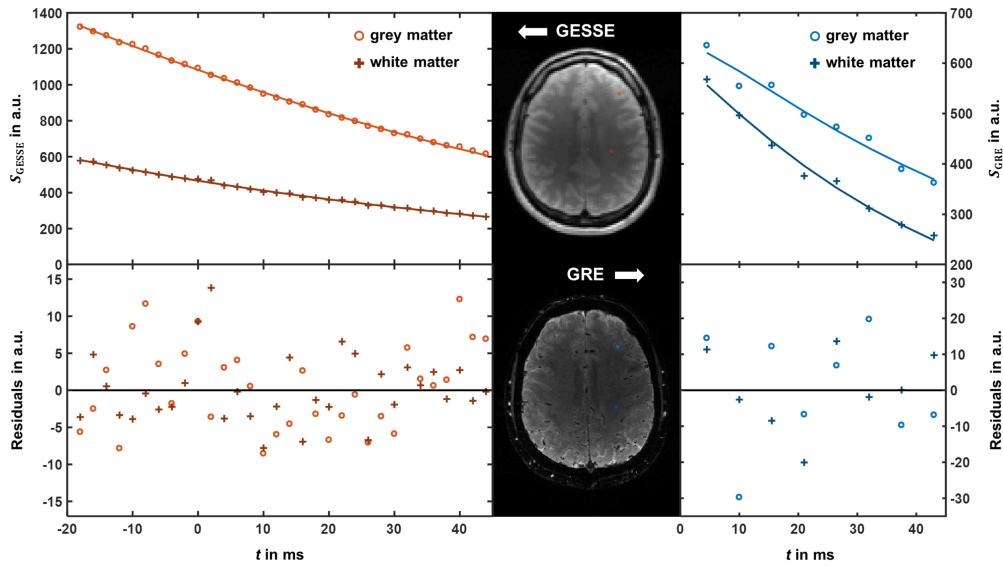 1400
1200
1000
800
600
400
200
0
S_GESSE in a.u.
grey matter
white matter
GESSE
grey matter
white matter
700
600
500
400
300
200
S_GRE in a.u.
15
10
5
0
-5
-10
-15
Residuals in a.u.
-20 -10 0 10 20 30 40
t in ms
GRE
30
20
10
0
-10
-20
-30
Residuals in a.u.
0 10 20 30 40
t in ms